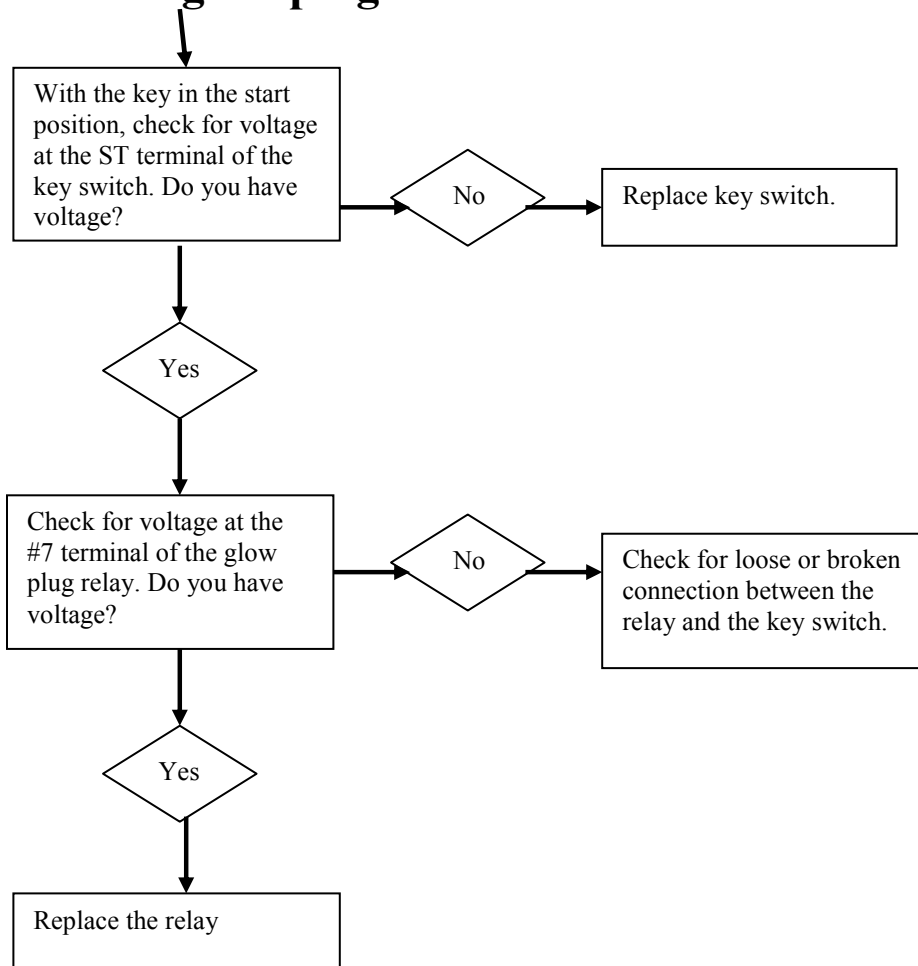 With the key in the start
position, check for voltage
at the ST terminal of the
key switch. Do you have
voltage?
No
Replace key switch.
Yes
Check for voltage at the
#7 terminal of the glow
plug relay. Do you have
voltage?
No
Check for loose or broken
connection between the
relay and the key switch.
Yes
Replace the relay